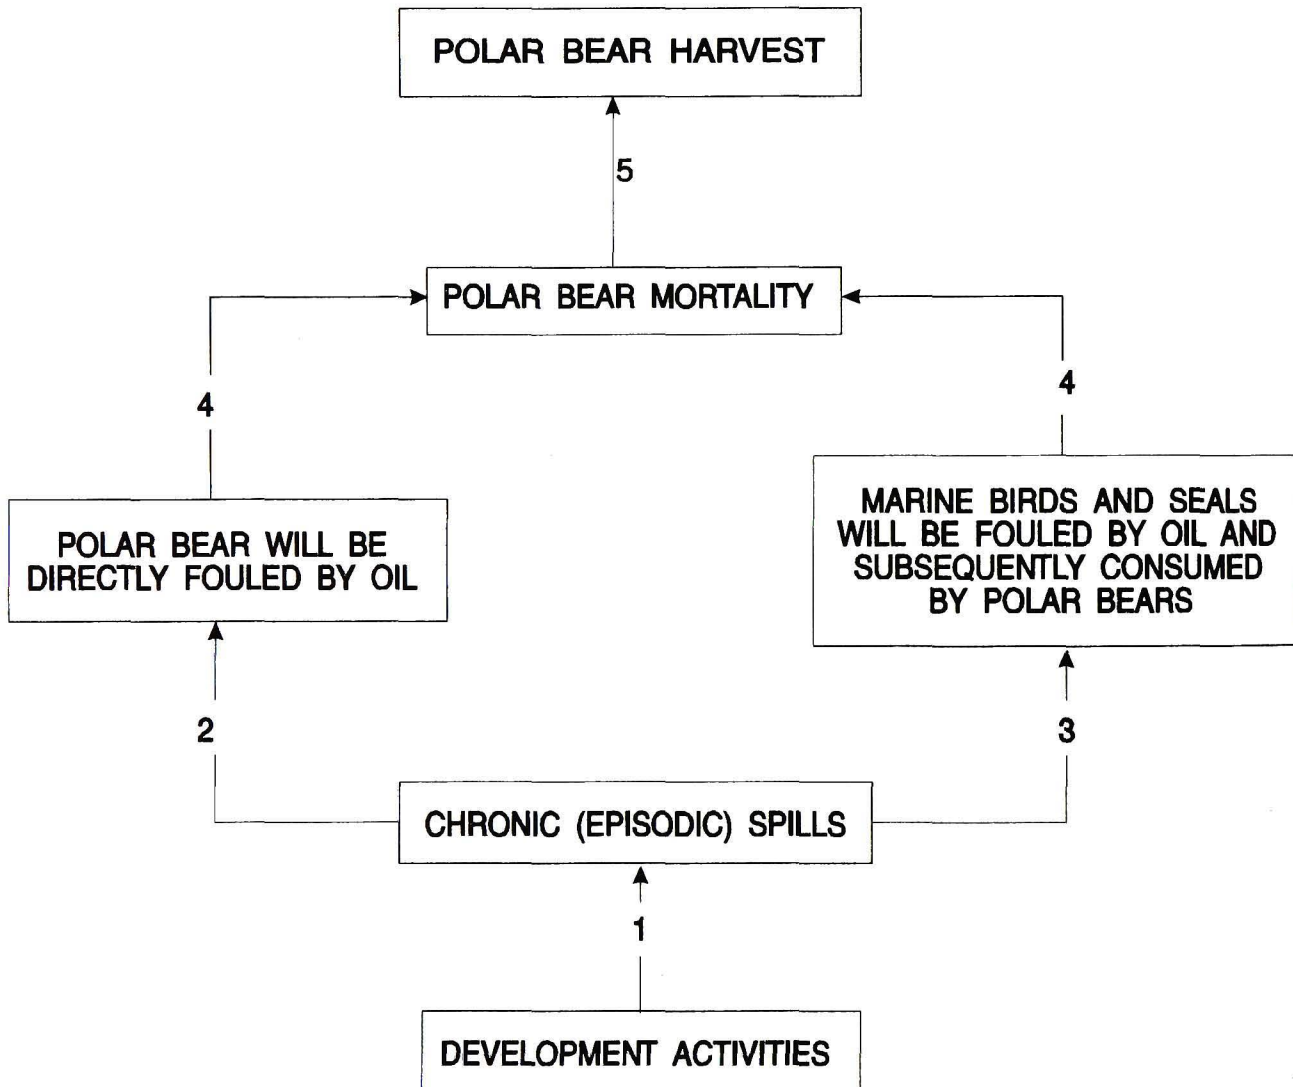 POLAR BEAR HARVEST
5
POLAR BEAR MORTALITY
4
4
POLAR BEAR WILL BE
DIRECTLY FOULED BY OIL
MARINE BIRDS AND SEALS
WILL BE FOULED BY OIL AND
SUBSEQUENTLY CONSUMED
BY POLAR BEARS
2
3
CHRONIC (EPISODIC) SPILLS
1
DEVELOPMENT ACTIVITIES